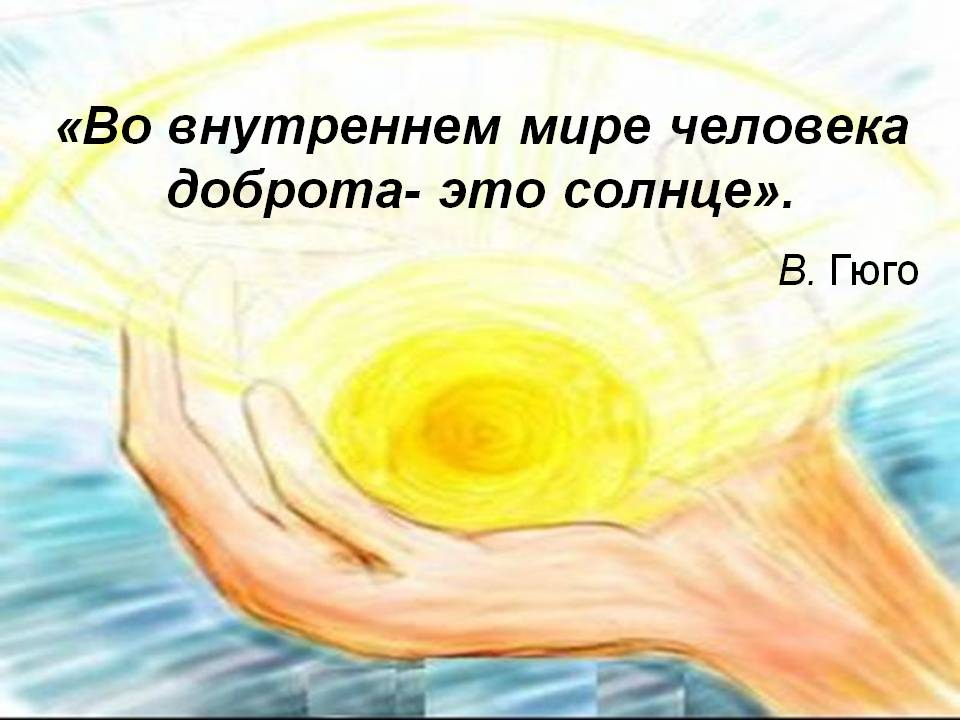 «Во внутреннем мире человека
доброта- это солнце».
В. Гюго